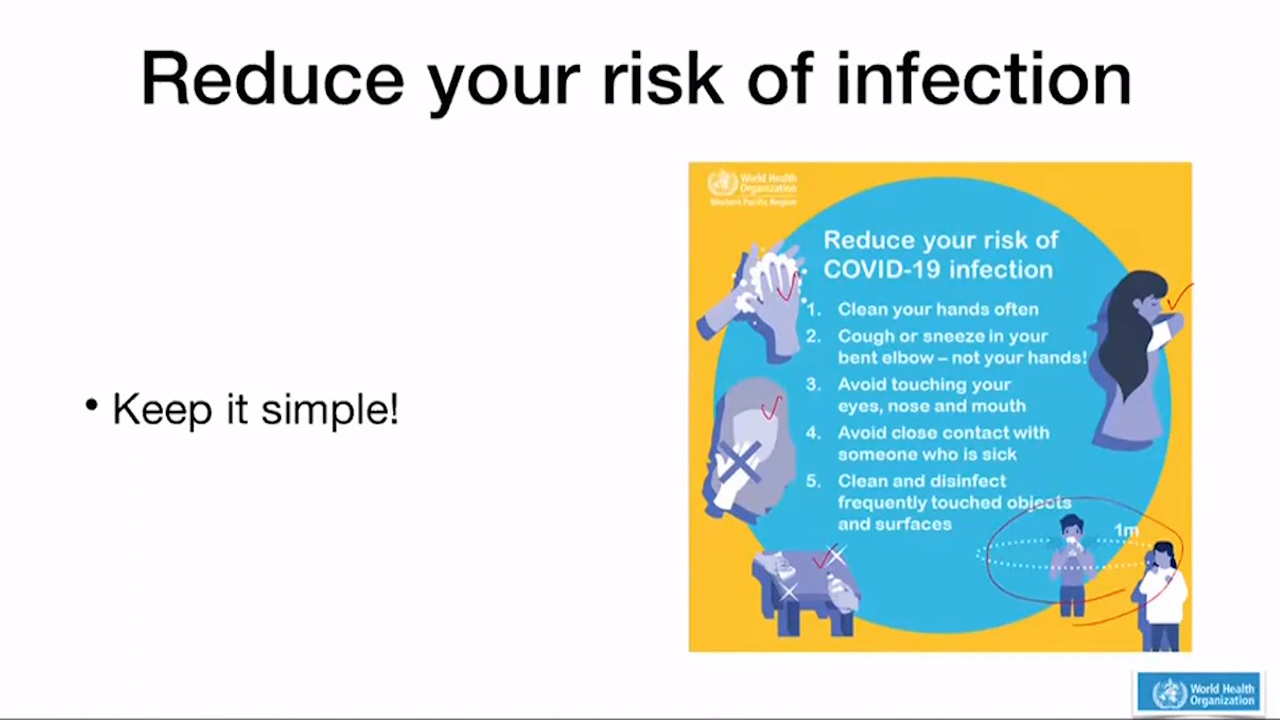 Reduce your risk of infection
• Keep it simple!
World Health
Organization
Western Pacific Region
Reduce your risk of
COVID-19 infection
1. Clean your hands often
2. Cough or sneeze in your
bent elbow – not your hands!
3. Avoid touching your
eyes, nose and mouth
4. Avoid close contact with
someone who is sick
5. Clean and disinfect
frequently touched objects
and surfaces
1m
World Health
Organization